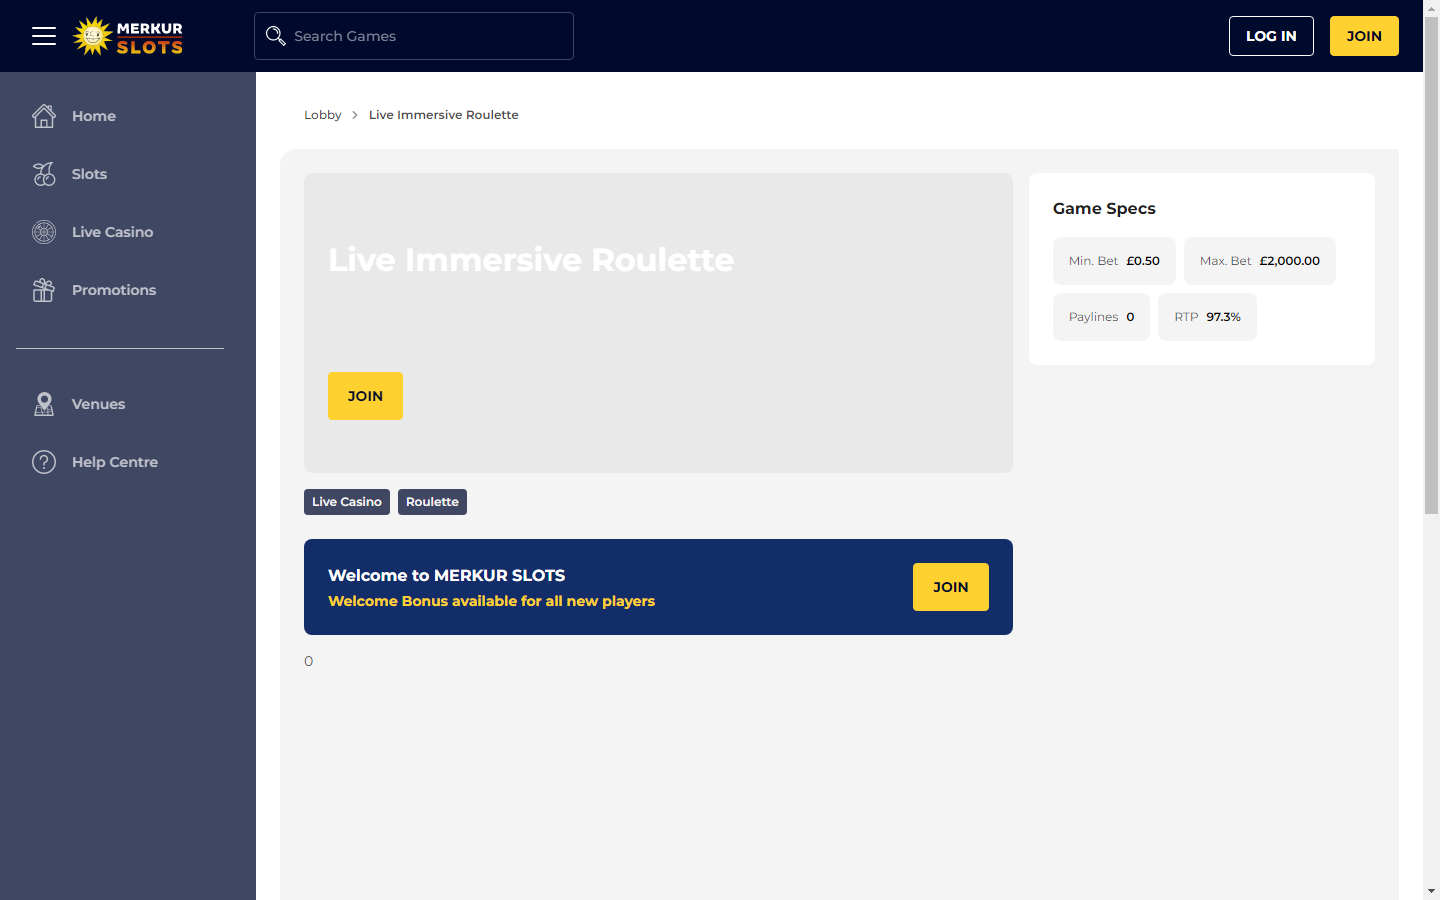 MERKUR
SLOTS
Search Games
LOG IN
JOIN
Home
Slots
Live Casino
Promotions
Venues
Help Centre
Lobby
Live Immersive Roulette
Live Immersive Roulette
JOIN
Live Casino
Roulette
Welcome to MERKUR SLOTS
Welcome Bonus available for all new players
JOIN
0
Game Specs
Min. Bet £0.50
Max. Bet £2,000.00
Paylines 0
RTP 97.3%